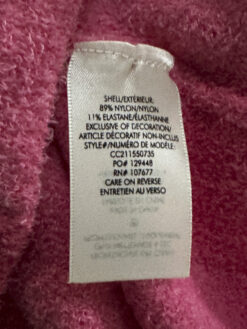 SHELL/EXTÉRIEUR:
89% NYLON/NYLON
11% ELASTANE/ÉLASTHANNE
EXCLUSIVE OF DECORATION/
ARTICLE DÉCORATIF NON-INCLUS
STYLE#/NUMÉRO DE MODÈLE:
CC211550735
PO# 129448
RN# 107677
CARE ON REVERSE
ENTRETIEN AU VERSO